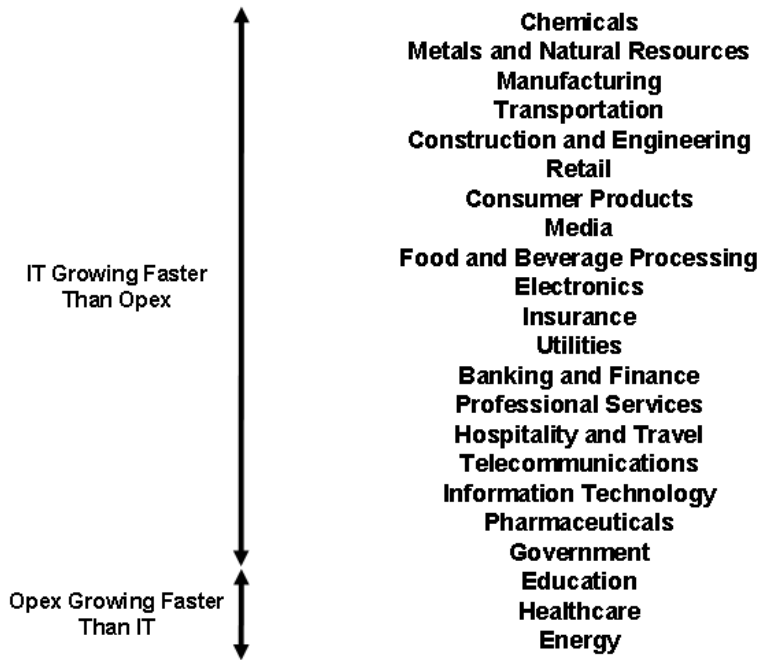 Chemicals
Metals and Natural Resources
Manufacturing
Transportation
Construction and Engineering
Retail
Consumer Products
Media
Food and Beverage Processing
IT Growing Faster
Than Opex
Electronics
Insurance
Utilities
Banking and Finance
Professional Services
Hospitality and Travel
Telecommunications
Information Technology
Pharmaceuticals
Government
Education
Opex Growing Faster
Than IT
Healthcare
Energy